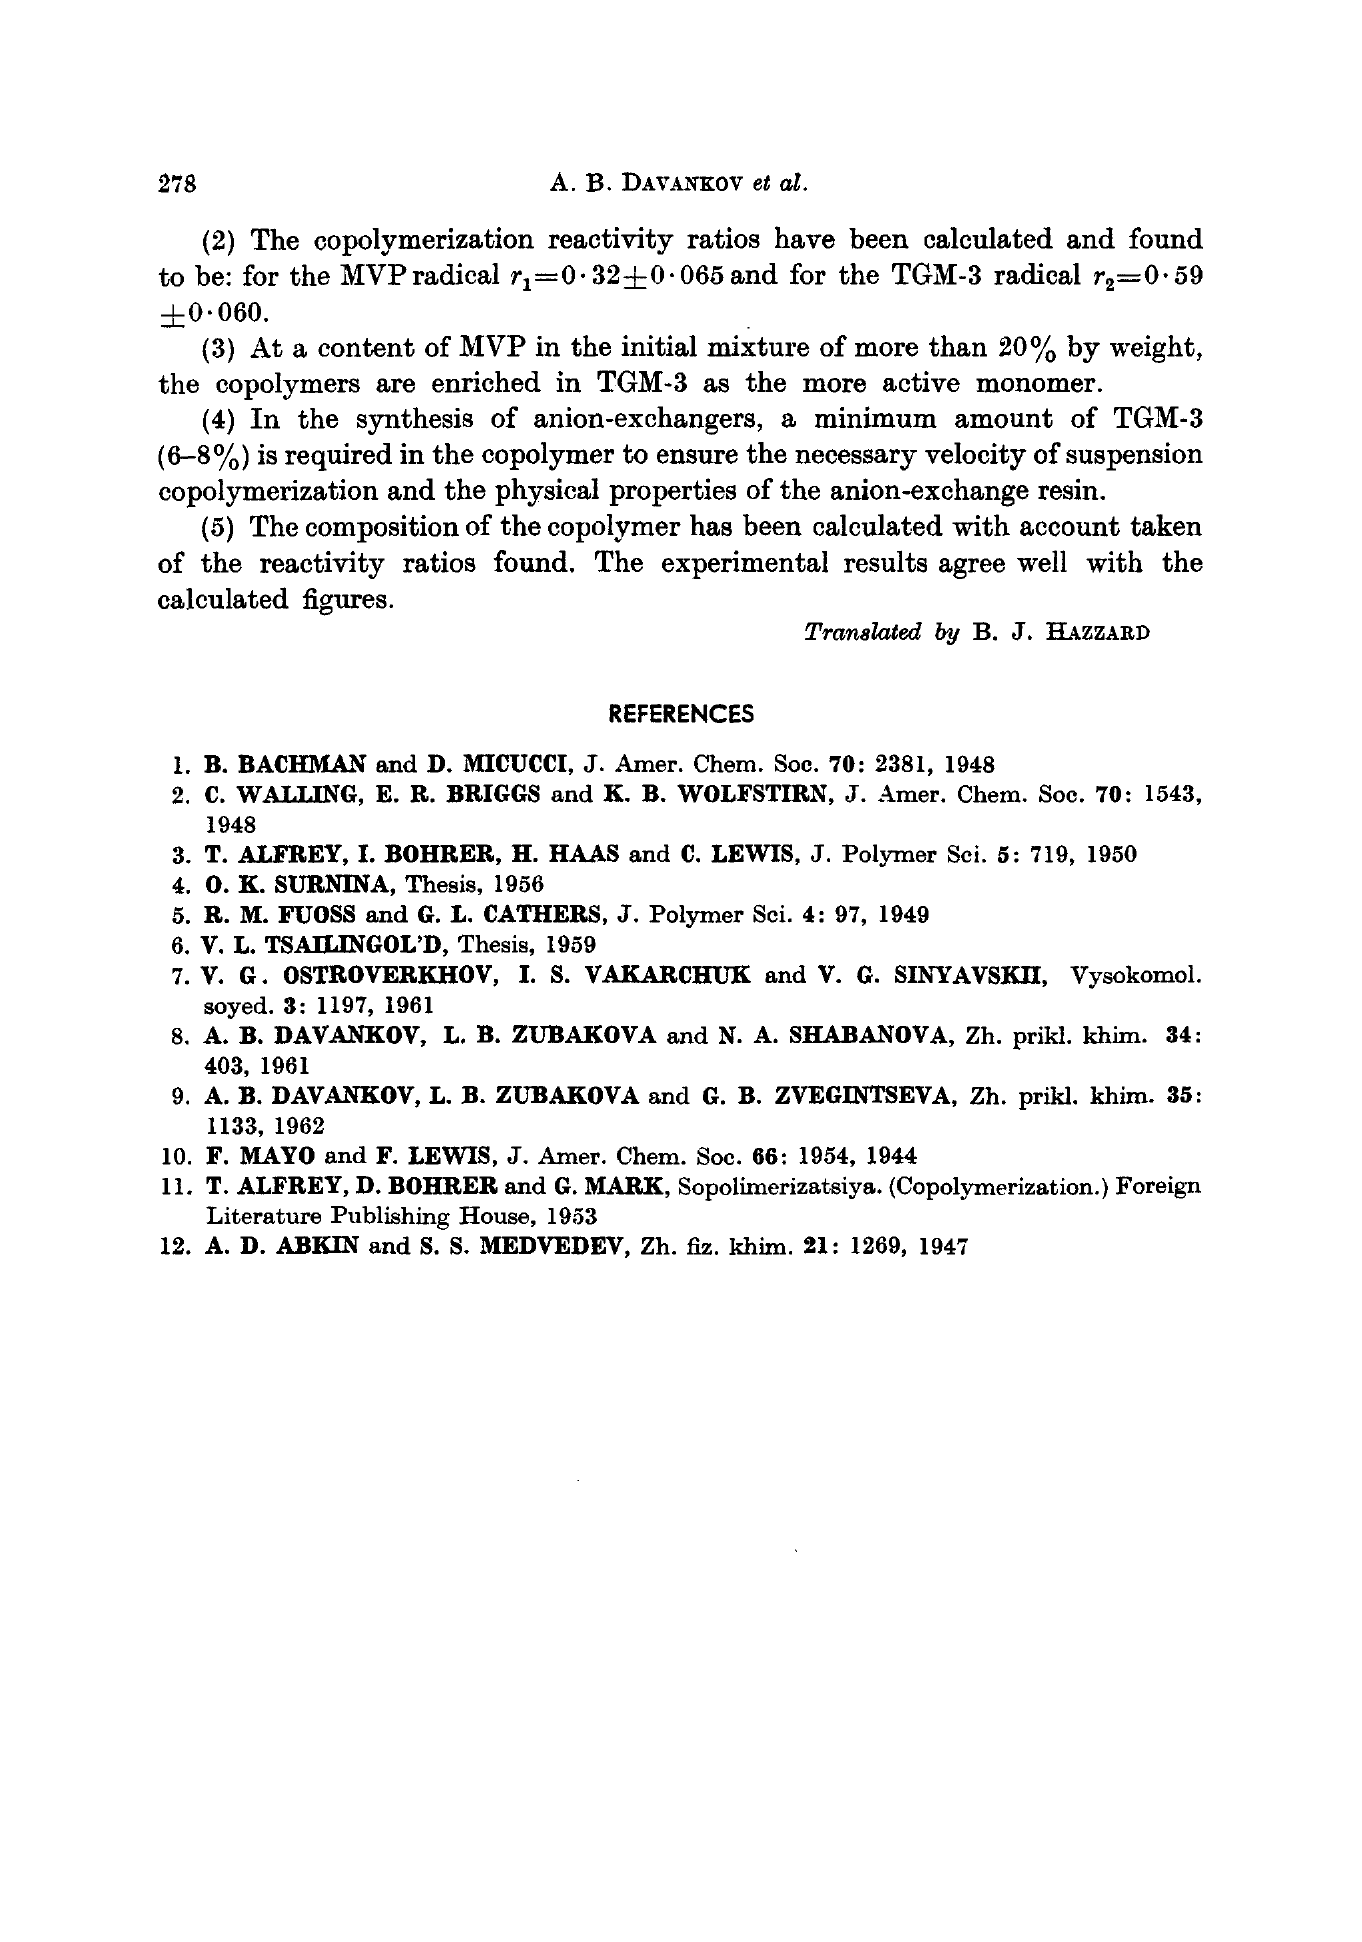 278 A. B. DAVANKOV et al.
(2) The copolymerization reactivity ratios have been calculated and found
to be: for the MVP radical r₁=0·32±0·065 and for the TGM-3 radical r₂=0·59
±0·060.
(3) At a content of MVP in the initial mixture of more than 20% by weight,
the copolymers are enriched in TGM-3 as the more active monomer.
(4) In the synthesis of anion-exchangers, a minimum amount of TGM-3
(6–8%) is required in the copolymer to ensure the necessary velocity of suspension
copolymerization and the physical properties of the anion-exchange resin.
(5) The composition of the copolymer has been calculated with account taken
of the reactivity ratios found. The experimental results agree well with the
calculated figures.
Translated by B. J. HAZZARD
REFERENCES
1. B. BACHMAN and D. MICUCCI, J. Amer. Chem. Soc. 70: 2381, 1948
2. C. WALLING, E. R. BRIGGS and K. B. WOLFSTIRN, J. Amer. Chem. Soc. 70: 1543,
1948
3. T. ALFREY, I. BOHRER, H. HAAS and C. LEWIS, J. Polymer Sci. 5: 719, 1950
4. O. K. SURNINA, Thesis, 1956
5. R. M. FUOSS and G. L. CATHERS, J. Polymer Sci. 4: 97, 1949
6. V. L. TSAILINGOL'D, Thesis, 1959
7. V. G. OSTROVERKHOV, I. S. VAKARCHUK and V. G. SINYAVSKII, Vysokomol.
soyed. 3: 1197, 1961
8. A. B. DAVANKOV, L. B. ZUBAKOVA and N. A. SHABANOVA, Zh. prikl. khim. 34:
403, 1961
9. A. B. DAVANKOV, L. B. ZUBAKOVA and G. B. ZVEGINTSEVA, Zh. prikl. khim. 35:
1133, 1962
10. F. MAYO and F. LEWIS, J. Amer. Chem. Soc. 66: 1954, 1944
11. T. ALFREY, D. BOHRER and G. MARK, Sopolimerizatsiya. (Copolymerization.) Foreign
Literature Publishing House, 1953
12. A. D. ABKIN and S. S. MEDVEDEV, Zh. fiz. khim. 21: 1269, 1947